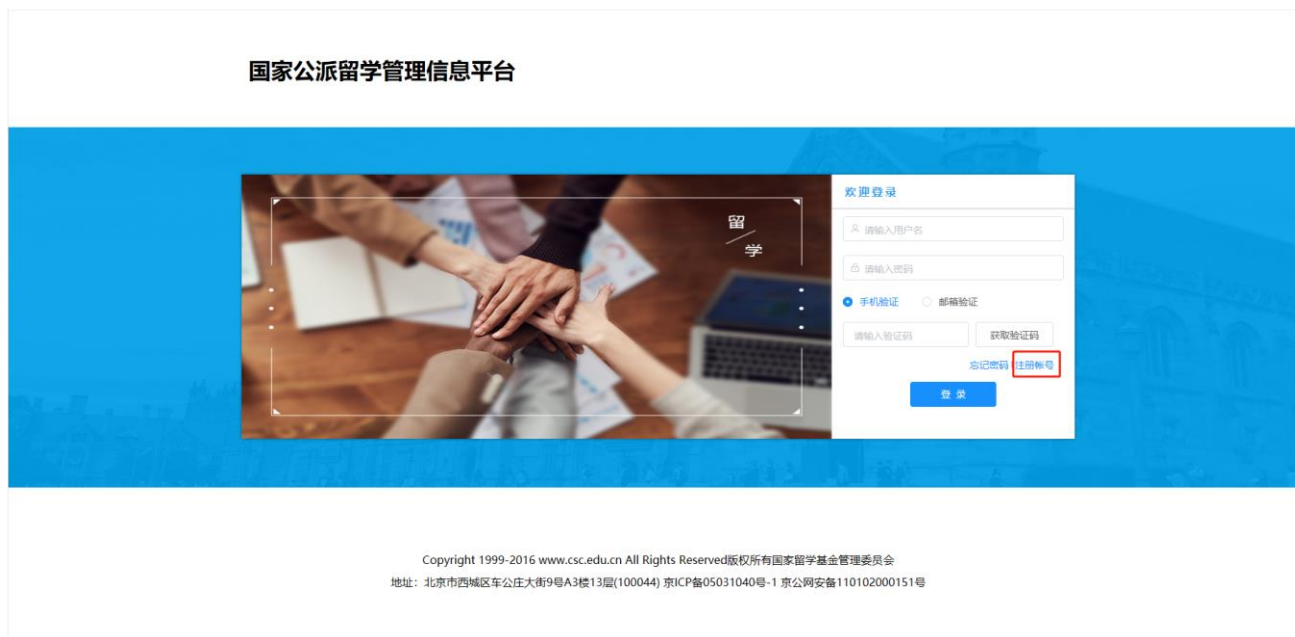 国家公派留学管理信息平台
留
学
欢迎登录
请输入用户名
请输入密码
手机验证 邮箱验证
请输入验证码 获取验证码
忘记密码 注册帐号
登 录
Copyright 1999-2016 www.csc.edu.cn All Rights Reserved版权所有国家留学基金管理委员会
地址：北京市西城区车公庄大街9号A3楼13层(100044) 京ICP备05031040号-1 京公网安备110102000151号